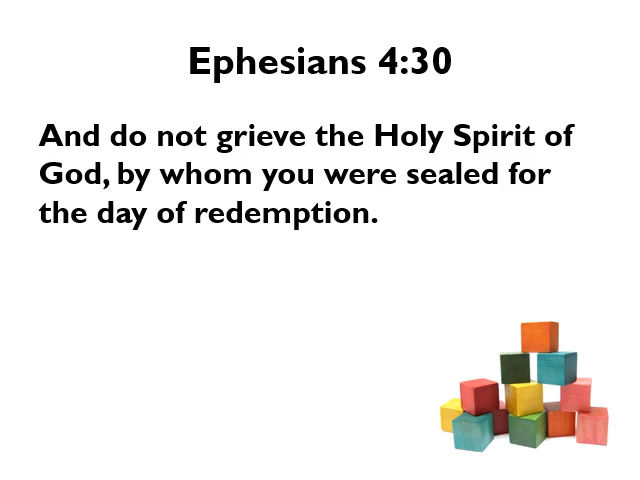 Ephesians 4:30
And do not grieve the Holy Spirit of
God, by whom you were sealed for
the day of redemption.